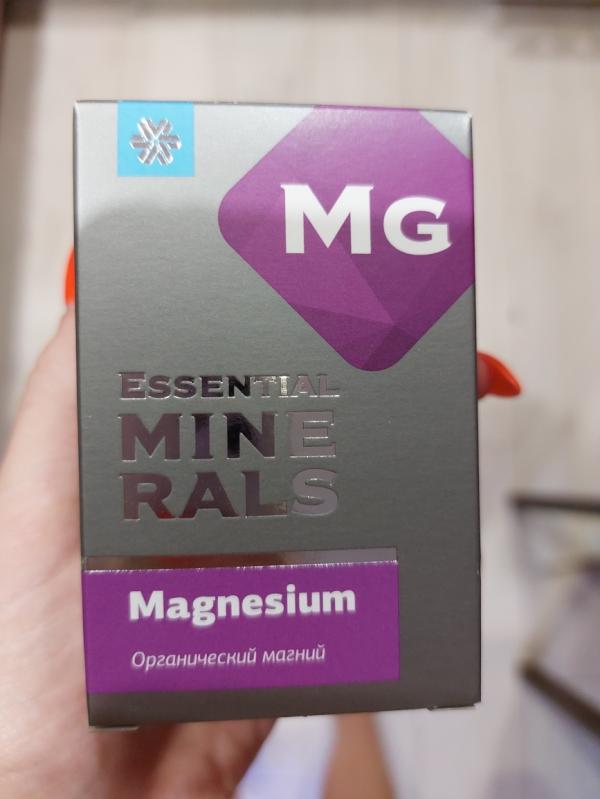 MG
ESSENTIAL
MINE
RALS
Magnesium
Органический магний